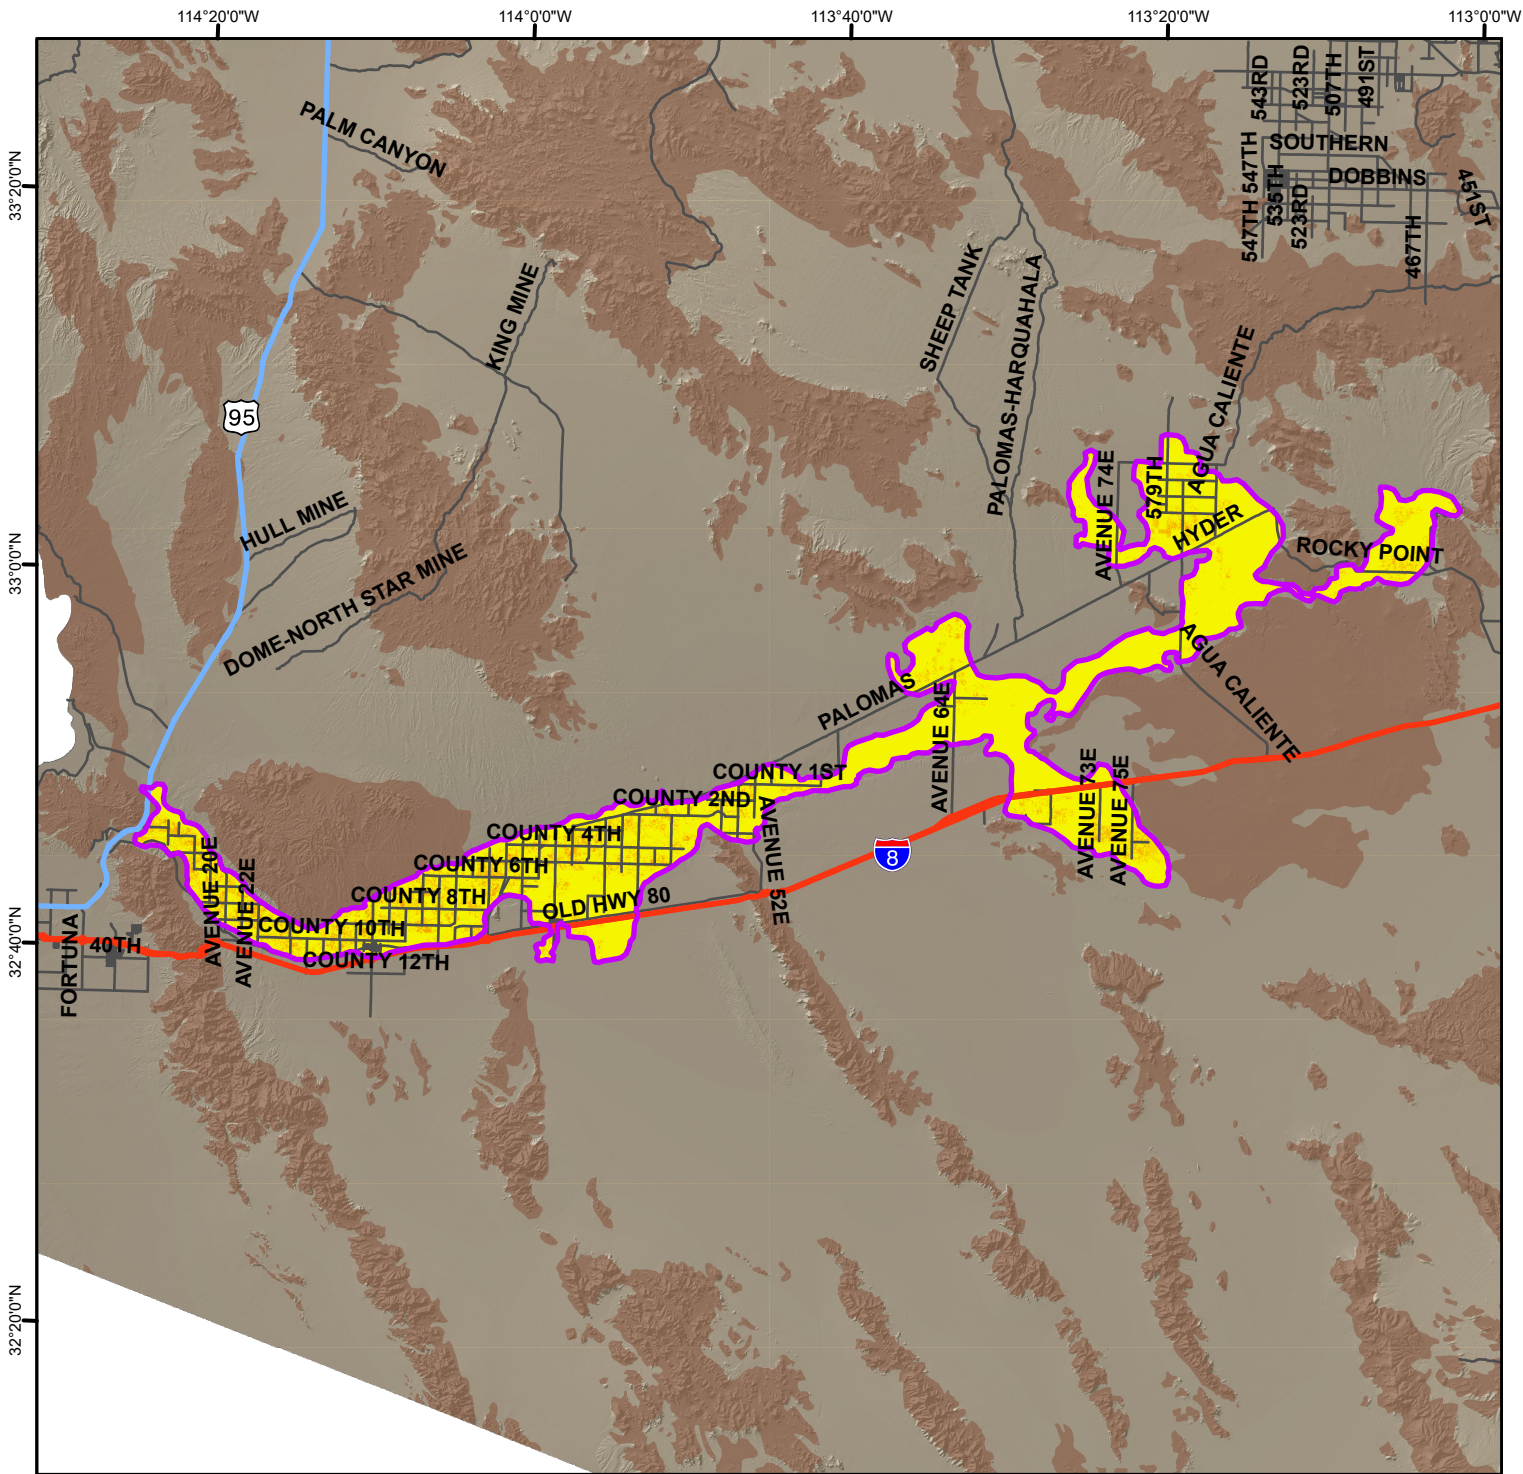 114°20'0"W
114°0'0"W
113°40'0"W
113°20'0"W
113°0'0"W
33°20'0"N
33°0'0"N
32°40'0"N
32°20'0"N
543RD
523RD
507TH
491ST
SOUTHERN
547TH
547TH
DOBBINS
535TH
523RD
451ST
467TH
PALM CANYON
KING MINE
SHEEP TANK
PALOMAS-HARQUAHALA
AGUA CALIENTE
95
HULL MINE
DOME-NORTH STAR MINE
AVENUE 74E
579TH
HYDER
ROCKY POINT
AGUA CALIENTE
PALOMAS
AVENUE 64E
COUNTY 1ST
COUNTY 2ND
AVENUE 73E
AVENUE 75E
COUNTY 4TH
AVENUE 52E
8
COUNTY 6TH
AVENUE 20E
AVENUE 22E
COUNTY 8TH
OLD HWY 80
COUNTY 10TH
FORTUNA
40TH
COUNTY 12TH